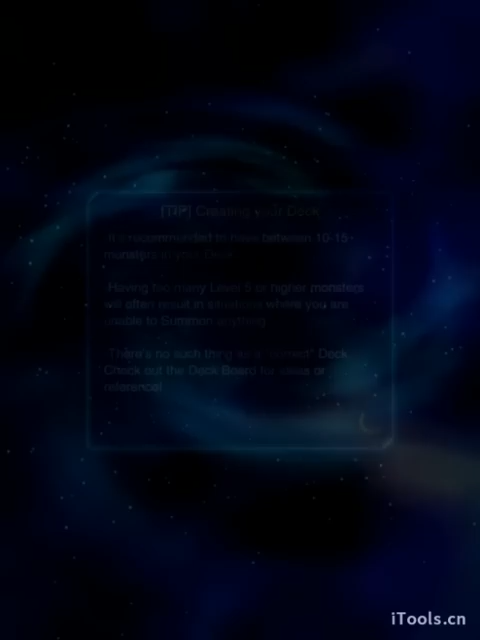 [TIP] Creating your Deck
It's recommended to have between 10-15
monsters in your Deck.
Having too many Level 5 or higher monsters
will often result in situations where you are
unable to Summon anything.
There's no such thing as a "correct" Deck.
Check out the Deck Board for ideas or
reference!
iTools.cn